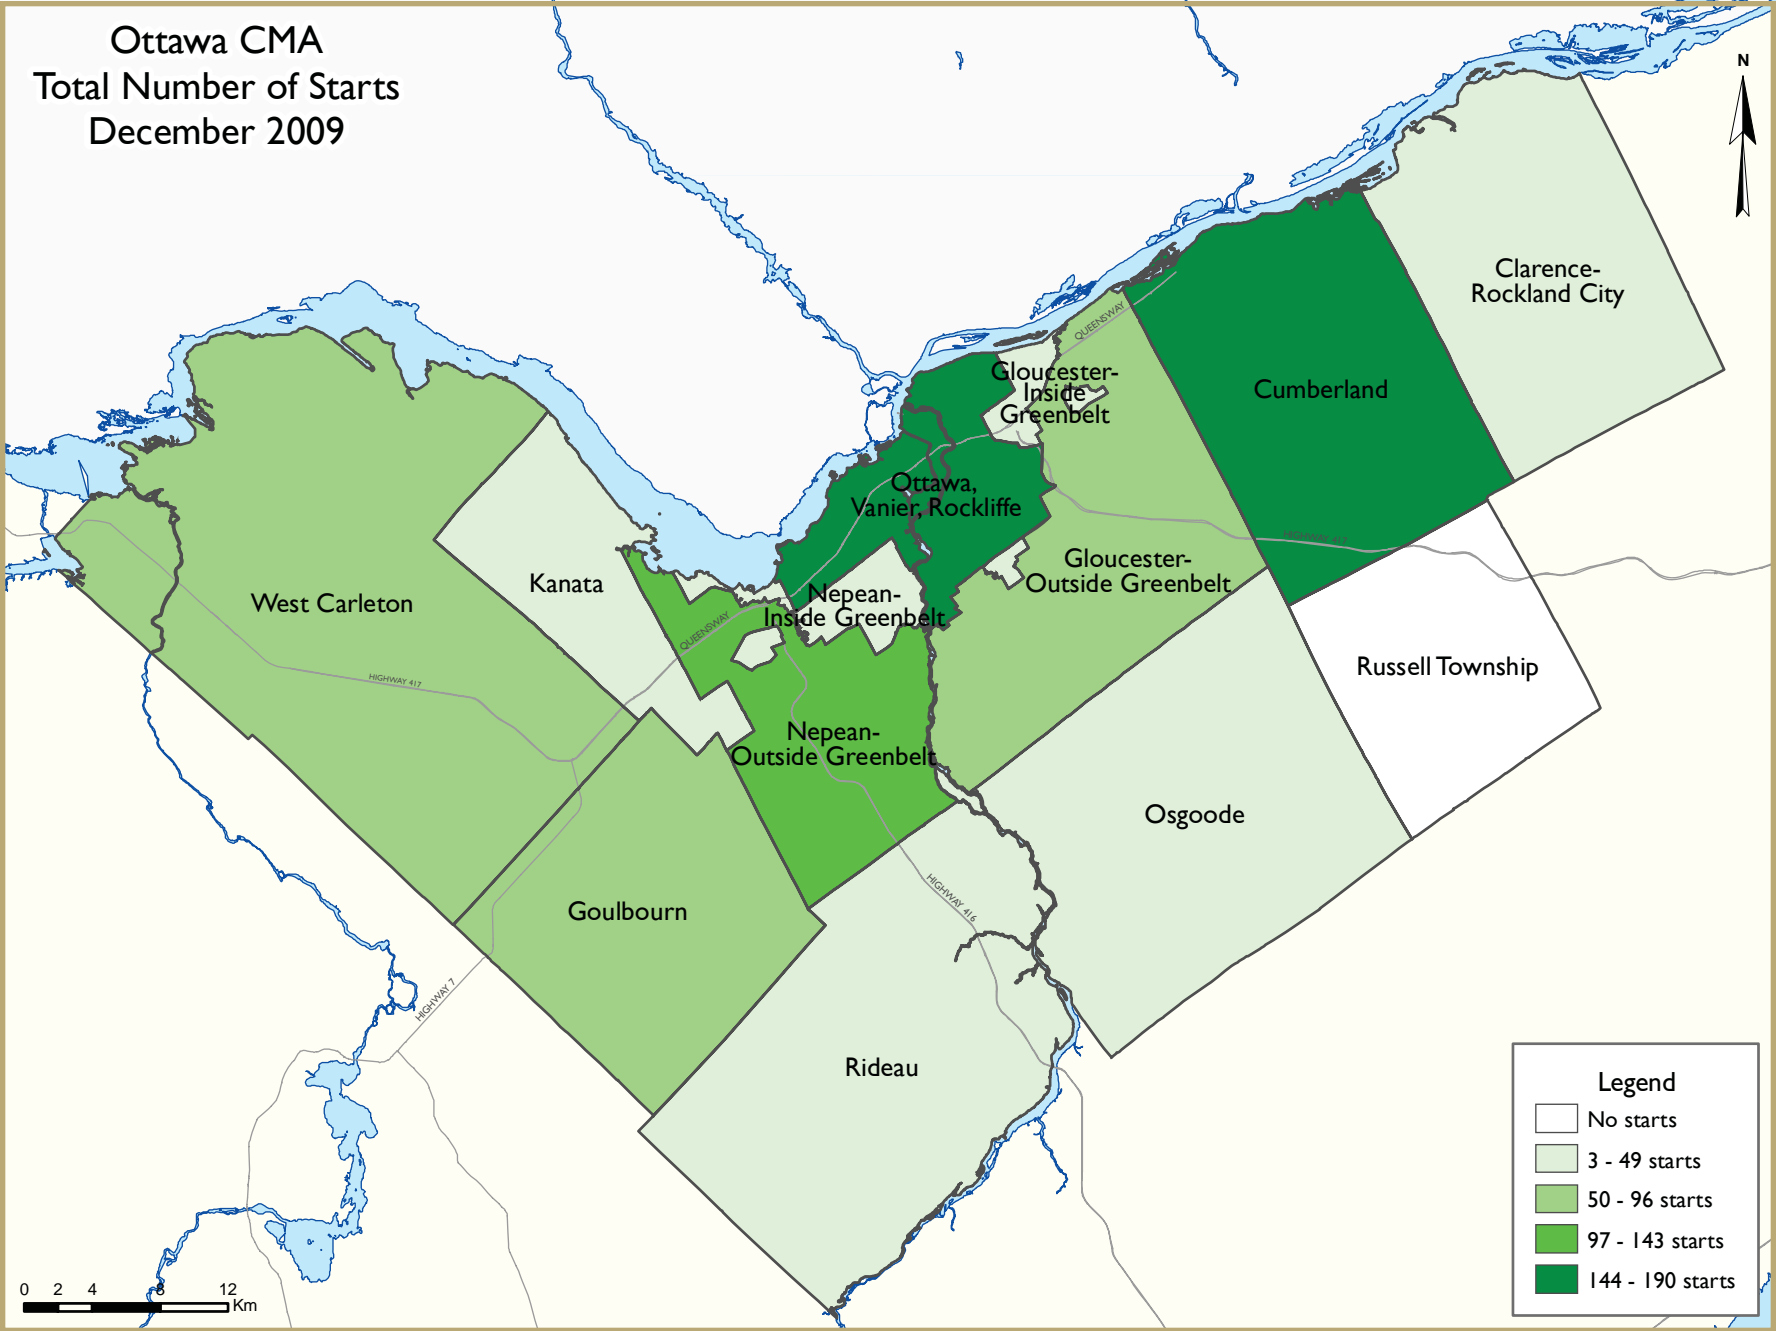 Ottawa CMA
Total Number of Starts
December 2009
N
Clarence-
Rockland City
QUEENSWAY
Gloucester-
Inside
Greenbelt
Cumberland
Ottawa,
Vanier, Rockliffe
HIGHWAY 417
Gloucester-
Outside Greenbelt
Kanata
West Carleton
Nepean-
Inside Greenbelt
QUEENSWAY
Russell Township
HIGHWAY 417
Nepean-
Outside Greenbelt
Osgoode
HIGHWAY 416
Goulbourn
HIGHWAY 7
Rideau
Legend
No starts
3 - 49 starts
50 - 96 starts
97 - 143 starts
144 - 190 starts
0 2 4 8 12
Km